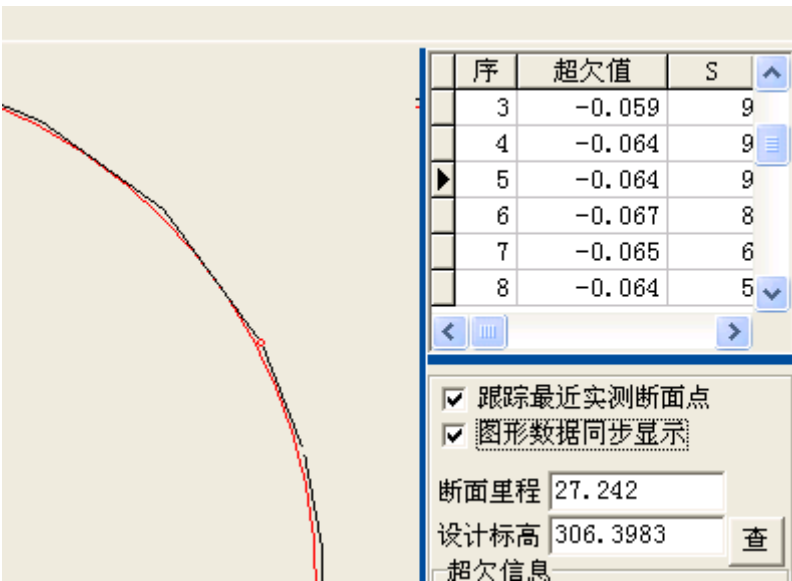 序 超欠值 S
3 -0.059 9
4 -0.064 9
5 -0.064 9
6 -0.067 8
7 -0.065 6
8 -0.064 5
跟踪最近实测断面点
图形数据同步显示
断面里程 27.242
设计标高 306.3983 查
超欠信息